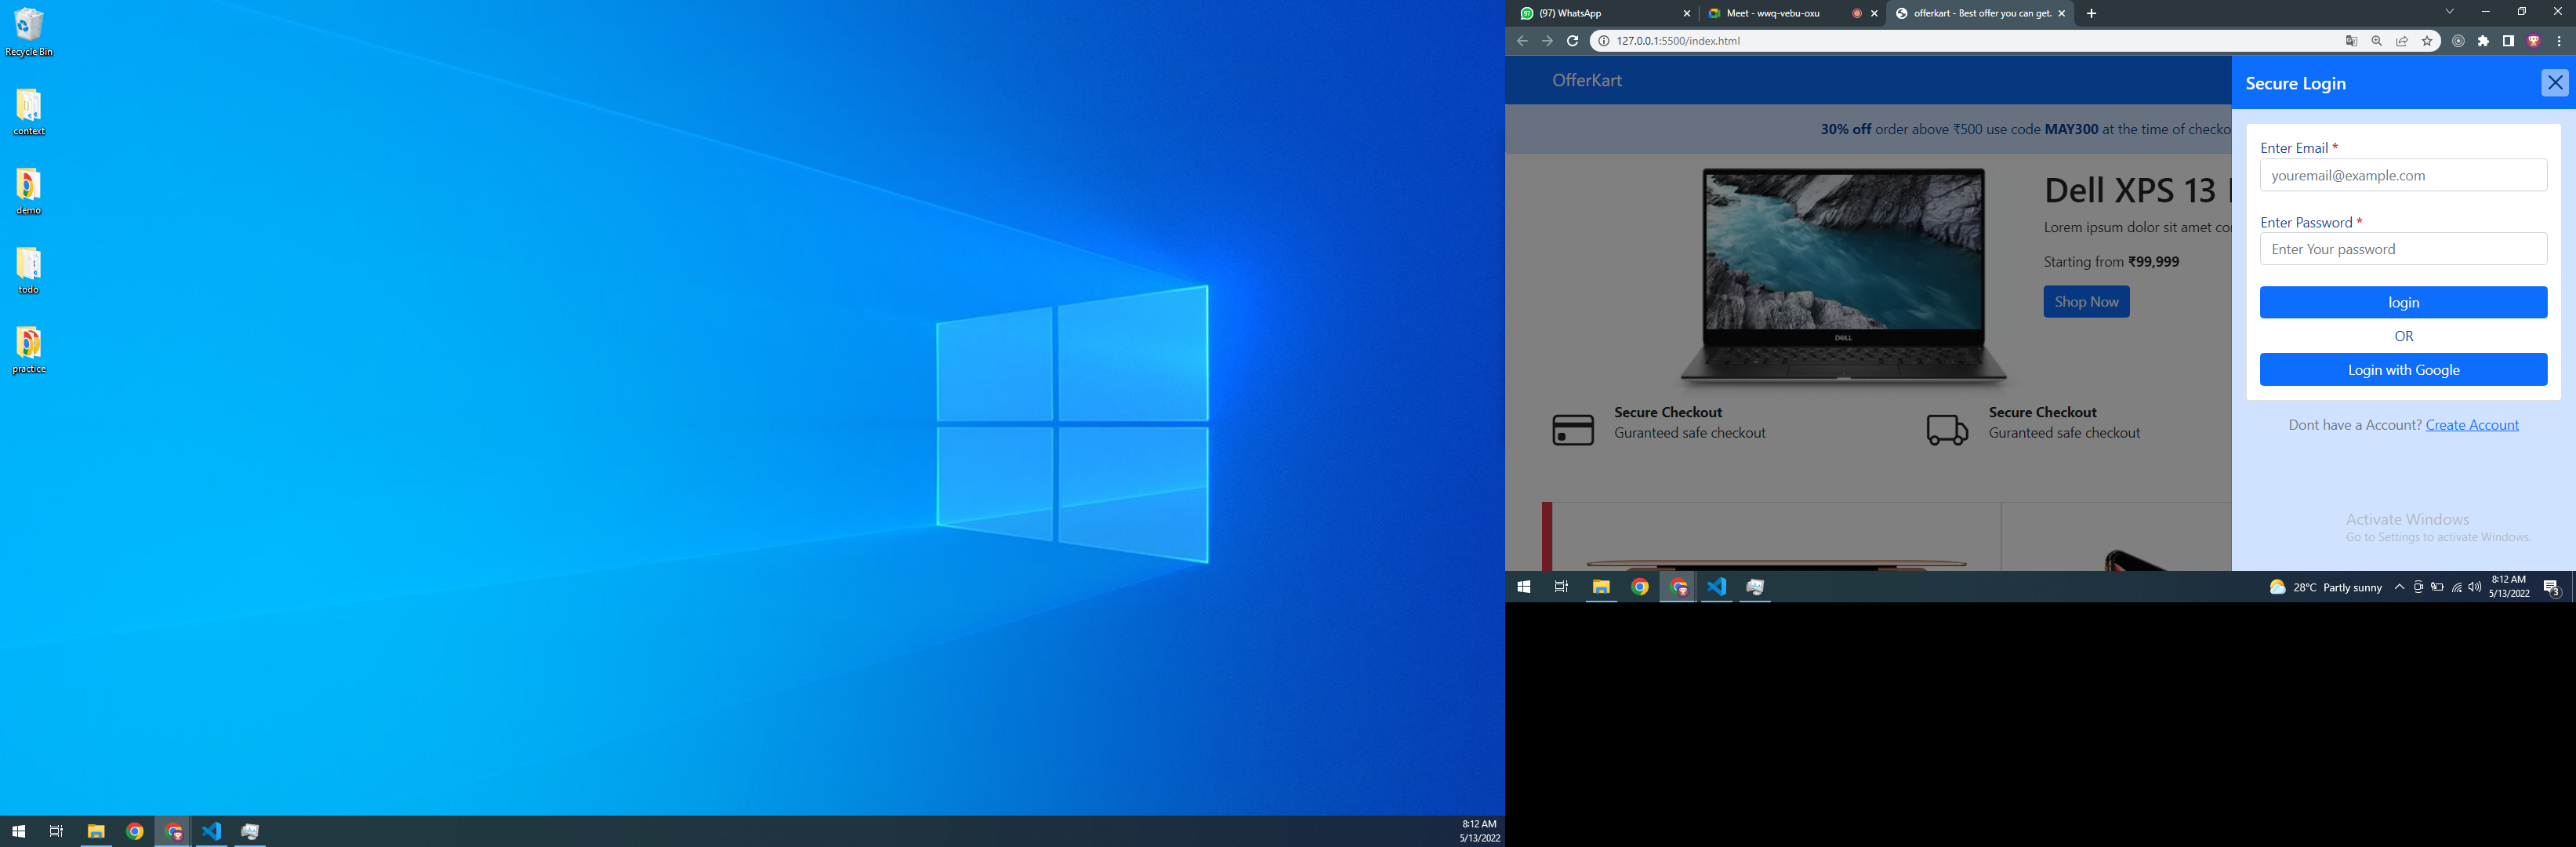 Recycle Bin
context
demo
todo
practice
8:12 AM
5/13/2022
(97) WhatsApp
Meet - wwq-vebu-oxu
offerkart - Best offer you can get.
127.0.0.1:5500/index.html
OfferKart
30% off order above ₹500 use code MAY300 at the time of checko
Dell XPS 13
Lorem ipsum dolor sit amet co
Starting from ₹99,999
Shop Now
DELL
Secure Checkout
Guranteed safe checkout
Secure Checkout
Guranteed safe checkout
Secure Login
Enter Email *
youremail@example.com
Enter Password *
Enter Your password
login
OR
Login with Google
Dont have a Account? Create Account
Activate Windows
Go to Settings to activate Windows.
28°C Partly sunny
8:12 AM
5/13/2022
3